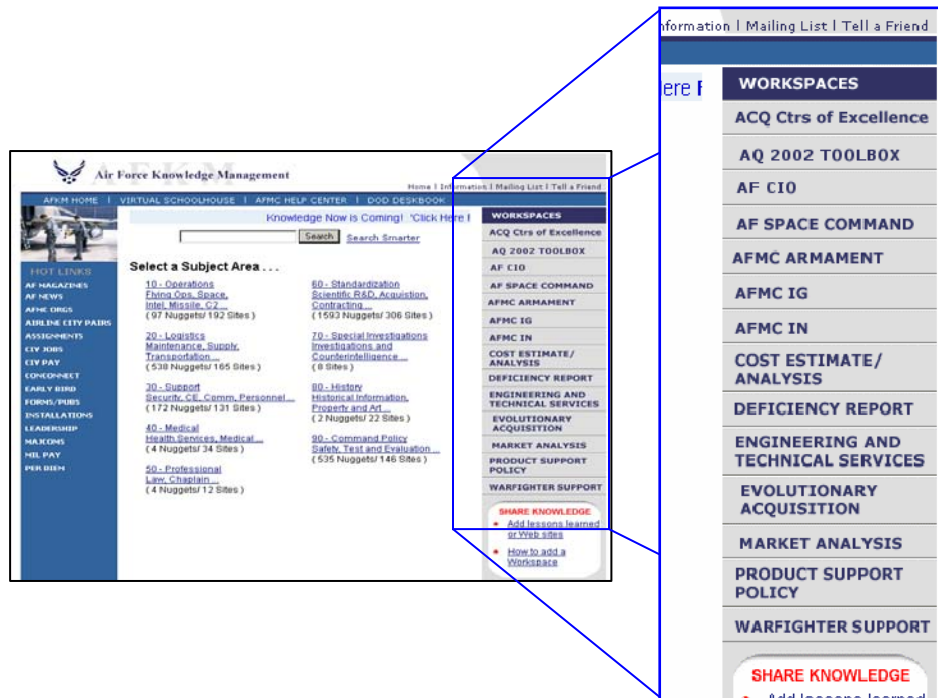 AFKM
Air Force Knowledge Management
Home | Information | Mailing List | Tell a Friend
AFKM HOME | VIRTUAL SCHOOLHOUSE | AFMC HELP CENTER | DOD DESKBOOK
Knowledge Now is Coming! 'Click Here
Search Search Smarter
HOT LINKS
AF MAGAZINES
AF NEWS
AFMC ORGS
AIRLINE CITY PAIRS
ASSIGNMENTS
CIV JOBS
CIV PAY
CONCONNECT
EARLY BIRD
FORMS/PUBS
INSTALLATIONS
LEADERSHIP
MAJCOMS
MIL PAY
PER DIEM
Select a Subject Area . . .
10 - Operations
Flying Ops, Space,
Intel, Missile, C2 ...
( 97 Nuggets/ 192 Sites )
20 - Logistics
Maintenance, Supply,
Transportation ...
( 538 Nuggets/ 165 Sites )
30 - Support
Security, CE, Comm, Personnel ...
( 172 Nuggets/ 131 Sites )
40 - Medical
Health Services, Medical ...
( 4 Nuggets/ 34 Sites )
50 - Professional
Law, Chaplain ...
( 4 Nuggets/ 12 Sites )
60 - Standardization
Scientific R&D, Acquistion,
Contracting ...
( 1593 Nuggets/ 306 Sites )
70 - Special Investigations
Investigations and
Counterintelligence ...
( 8 Sites )
80 - History
Historical Information,
Property and Art ...
( 2 Nuggets/ 22 Sites )
90 - Command Policy
Safety, Test and Evaluation ...
( 535 Nuggets/ 146 Sites )
WORKSPACES
ACQ Ctrs of Excellence
AQ 2002 TOOLBOX
AF CIO
AF SPACE COMMAND
AFMC ARMAMENT
AFMC IG
AFMC IN
COST ESTIMATE/
ANALYSIS
DEFICIENCY REPORT
ENGINEERING AND
TECHNICAL SERVICES
EVOLUTIONARY
ACQUISITION
MARKET ANALYSIS
PRODUCT SUPPORT
POLICY
WARFIGHTER SUPPORT
SHARE KNOWLEDGE
• Add lessons learned
or Web sites
• How to add a
Workspace
nformation | Mailing List | Tell a Friend
ere
WORKSPACES
ACQ Ctrs of Excellence
AQ 2002 TOOLBOX
AF CIO
AF SPACE COMMAND
AFMC ARMAMENT
AFMC IG
AFMC IN
COST ESTIMATE/
ANALYSIS
DEFICIENCY REPORT
ENGINEERING AND
TECHNICAL SERVICES
EVOLUTIONARY
ACQUISITION
MARKET ANALYSIS
PRODUCT SUPPORT
POLICY
WARFIGHTER SUPPORT
SHARE KNOWLEDGE
• Add lessons learned